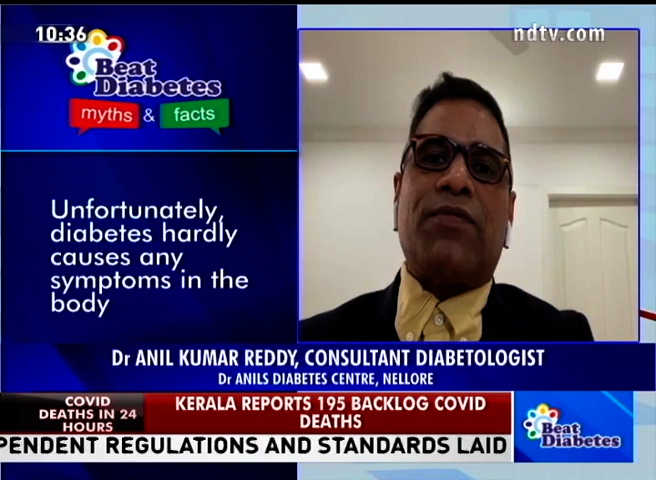 10:36
ndtv.com
Beat
Diabetes
myths & facts
Unfortunately,
diabetes hardly
causes any
symptoms in the
body
Dr ANIL KUMAR REDDY, CONSULTANT DIABETOLOGIST
Dr ANILS DIABETES CENTRE, NELLORE
COVID
DEATHS IN 24
HOURS
KERALA REPORTS 195 BACKLOG COVID
DEATHS
PENDENT REGULATIONS AND STANDARDS LAID
Beat
Diabetes